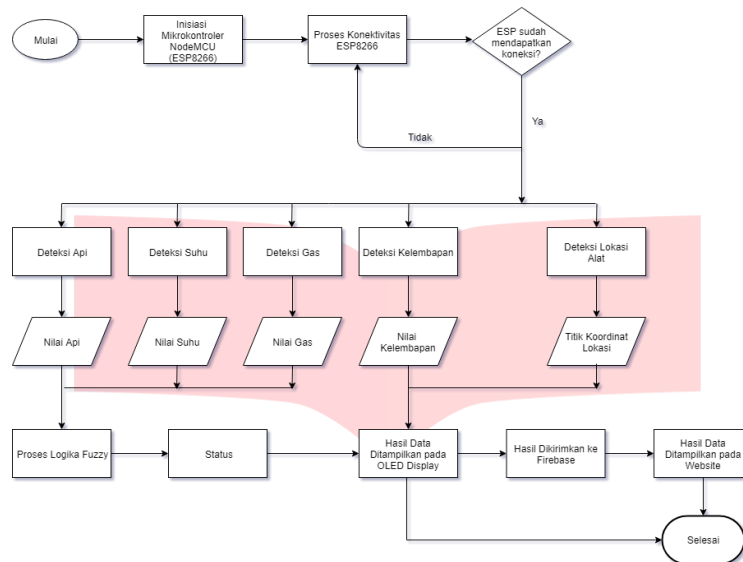 Mulai
Inisiasi
Mikrokontroler
NodeMCU
(ESP8266)
Proses Konektivitas
ESP8266
ESP sudah
mendapatkan
koneksi?
Tidak
Ya
Deteksi Api
Deteksi Suhu
Deteksi Gas
Deteksi Kelembapan
Deteksi Lokasi
Alat
Nilai Api
Nilai Suhu
Nilai Gas
Nilai
Kelembapan
Titik Koordinat
Lokasi
Proses Logika Fuzzy
Status
Hasil Data
Ditampilkan pada
OLED Display
Hasil Dikirimkan ke
Firebase
Hasil Data
Ditampilkan pada
Website
Selesai